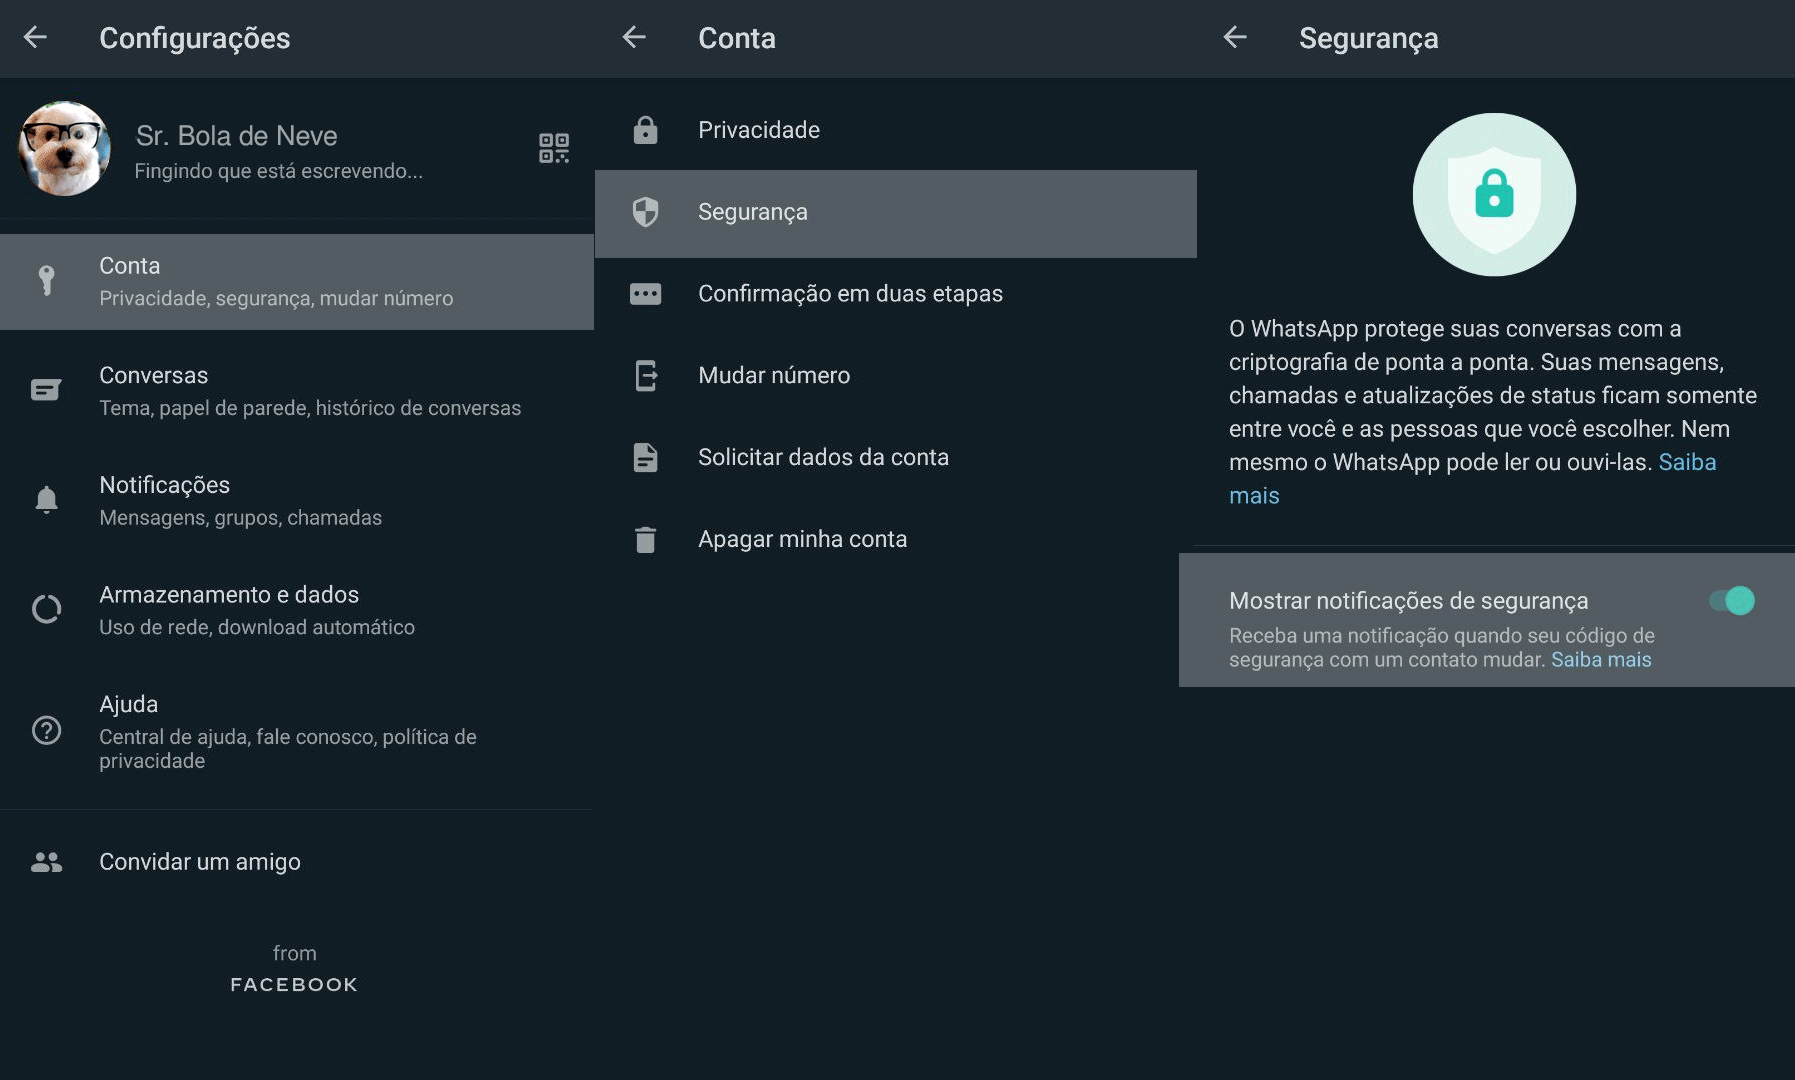 Configurações
Sr. Bola de Neve
Fingindo que está escrevendo...
Conta
Privacidade, segurança, mudar número
Conversas
Tema, papel de parede, histórico de conversas
Notificações
Mensagens, grupos, chamadas
Armazenamento e dados
Uso de rede, download automático
Ajuda
Central de ajuda, fale conosco, política de
privacidade
Convidar um amigo
from
FACEBOOK
Conta
Privacidade
Segurança
Confirmação em duas etapas
Mudar número
Solicitar dados da conta
Apagar minha conta
Segurança
O WhatsApp protege suas conversas com a
criptografia de ponta a ponta. Suas mensagens,
chamadas e atualizações de status ficam somente
entre você e as pessoas que você escolher. Nem
mesmo o WhatsApp pode ler ou ouvi-las. Saiba
mais
Mostrar notificações de segurança
Receba uma notificação quando seu código de
segurança com um contato mudar. Saiba mais